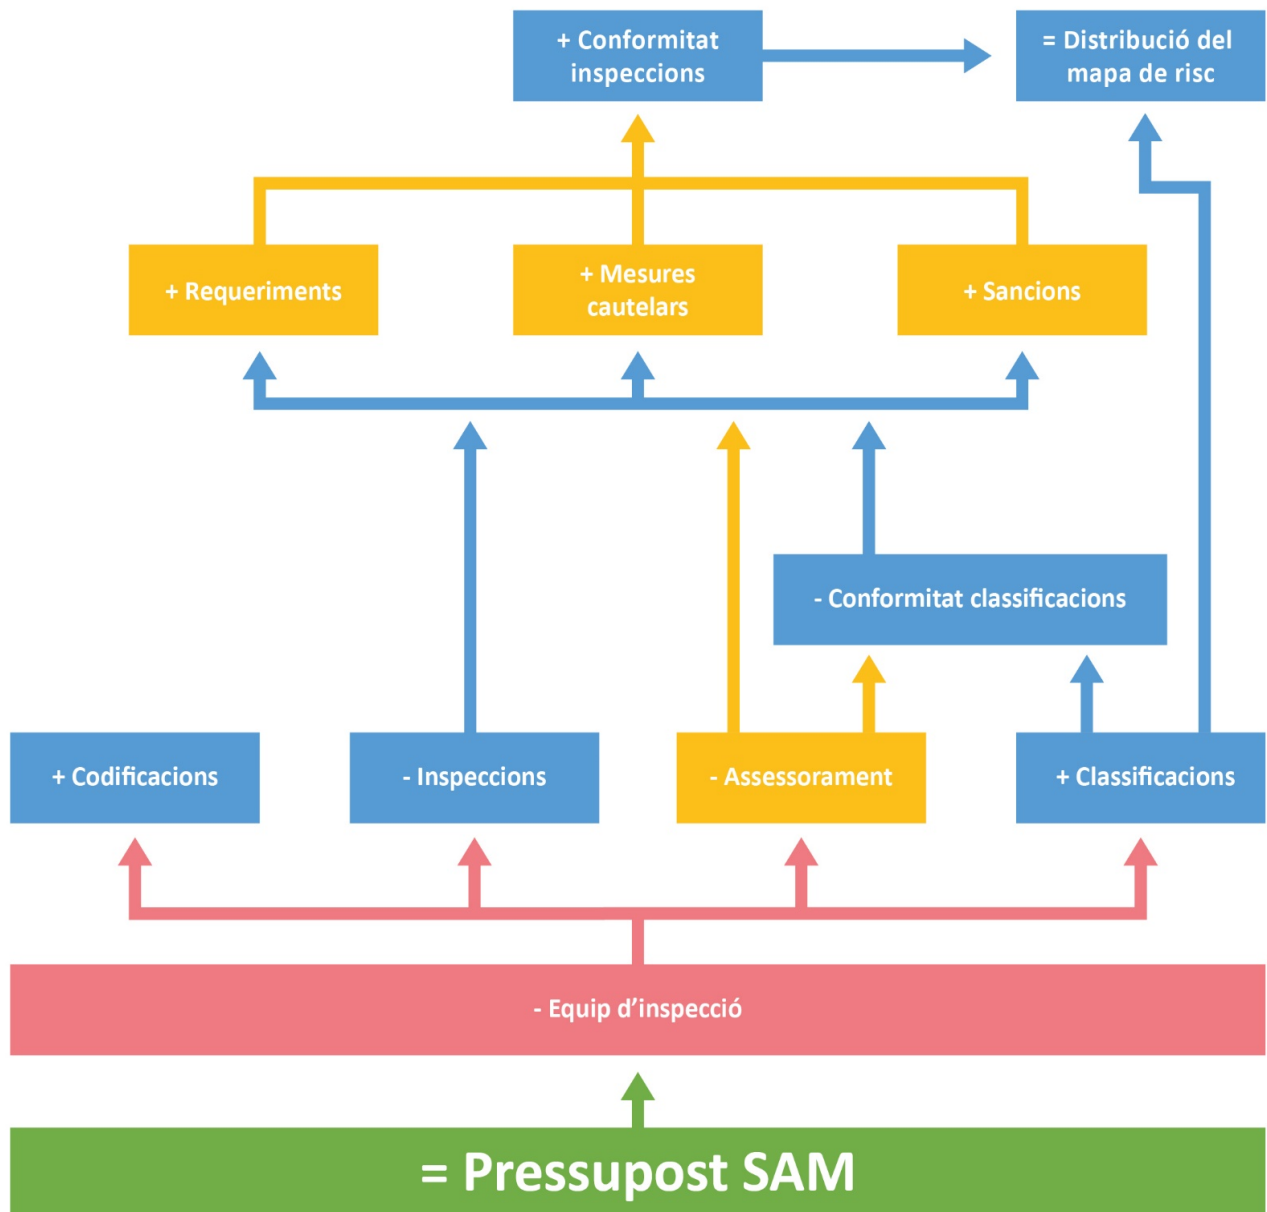 + Conformitat
inspeccions
= Distribució del
mapa de risc
+ Requeriments
+ Mesures
cautelars
+ Sancions
- Conformitat classificacions
+ Codificacions
- Inspeccions
- Assessorament
+ Classificacions
- Equip d’inspecció
= Pressupost SAM